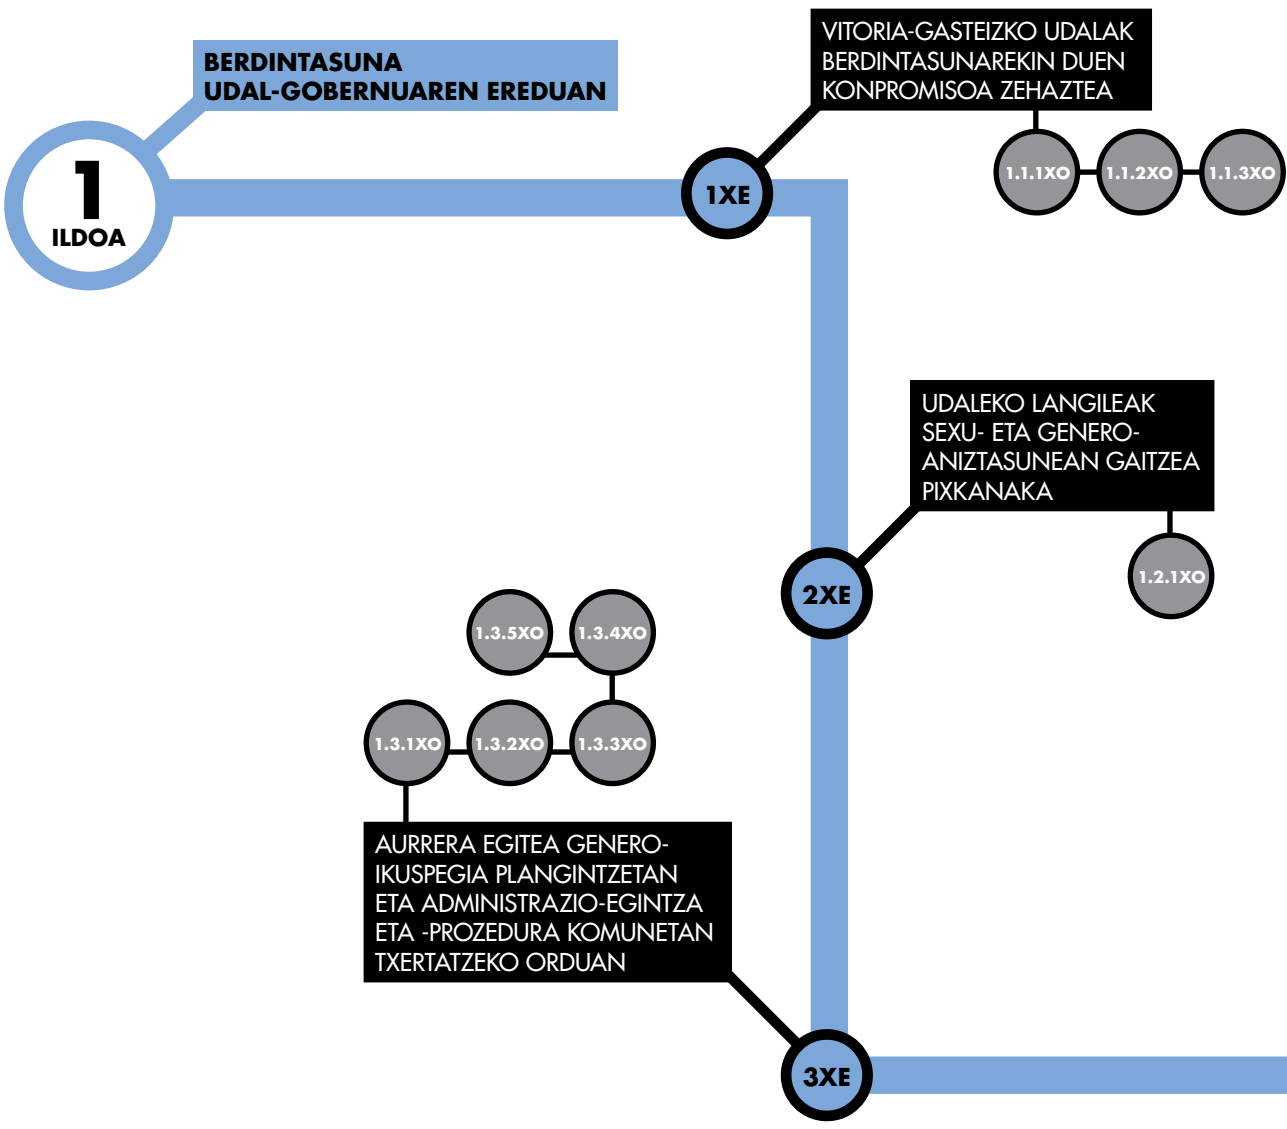 BERDINTASUNA
UDAL-GOBERNUAREN EREDUAN
1
ILDOA
VITORIA-GASTEIZKO UDALAK
BERDINTASUNAREKIN DUEN
KONPROMISOA ZEHAZTEA
1XE
1.1.1XO
1.1.2XO
1.1.3XO
UDALEKO LANGILEAK
SEXU- ETA GENERO-
ANIZTASUNEAN GAITZEA
PIXKANAKA
2XE
1.2.1XO
1.3.5XO
1.3.4XO
1.3.1XO
1.3.2XO
1.3.3XO
AURRERA EGITEA GENERO-
IKUSPEGIA PLANGINTZETAN
ETA ADMINISTRAZIO-EGINTZA
ETA -PROZEDURA KOMUNETAN
TXERTATZEKO ORDUAN
3XE